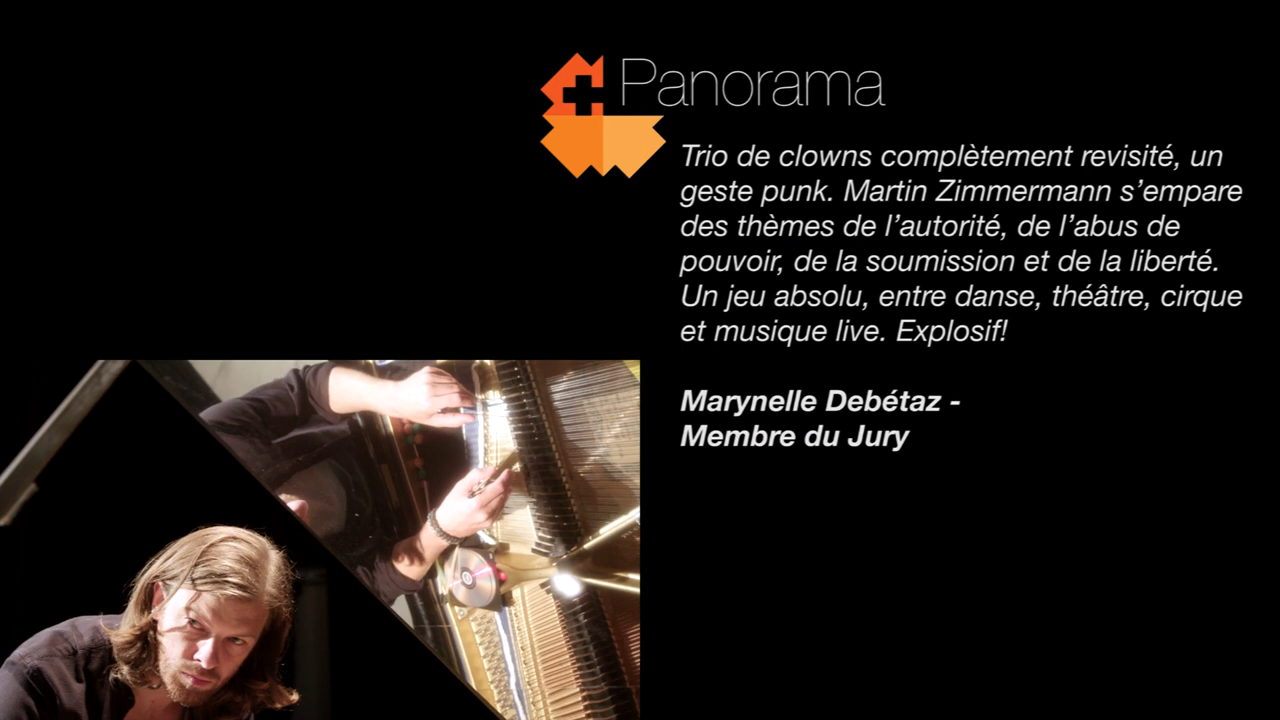 Panorama
Trio de clowns complètement revisité, un
geste punk. Martin Zimmermann s’empare
des thèmes de l’autorité, de l’abus de
pouvoir, de la soumission et de la liberté.
Un jeu absolu, entre danse, théâtre, cirque
et musique live. Explosif!
Marynelle Debétaz -
Membre du Jury